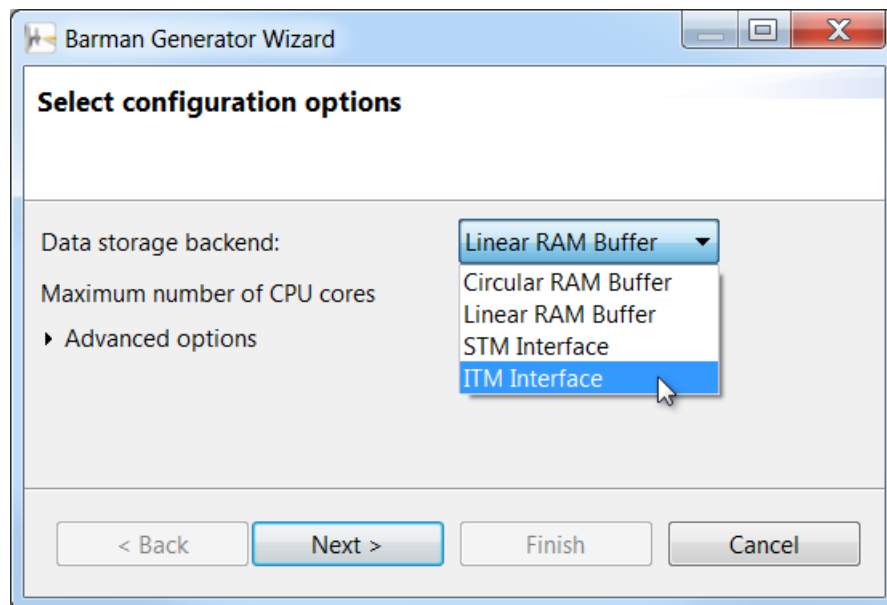 Barman Generator Wizard
Select configuration options
Data storage backend:
Linear RAM Buffer
Circular RAM Buffer
Linear RAM Buffer
STM Interface
ITM Interface
Maximum number of CPU cores
Advanced options
< Back
Next >
Finish
Cancel